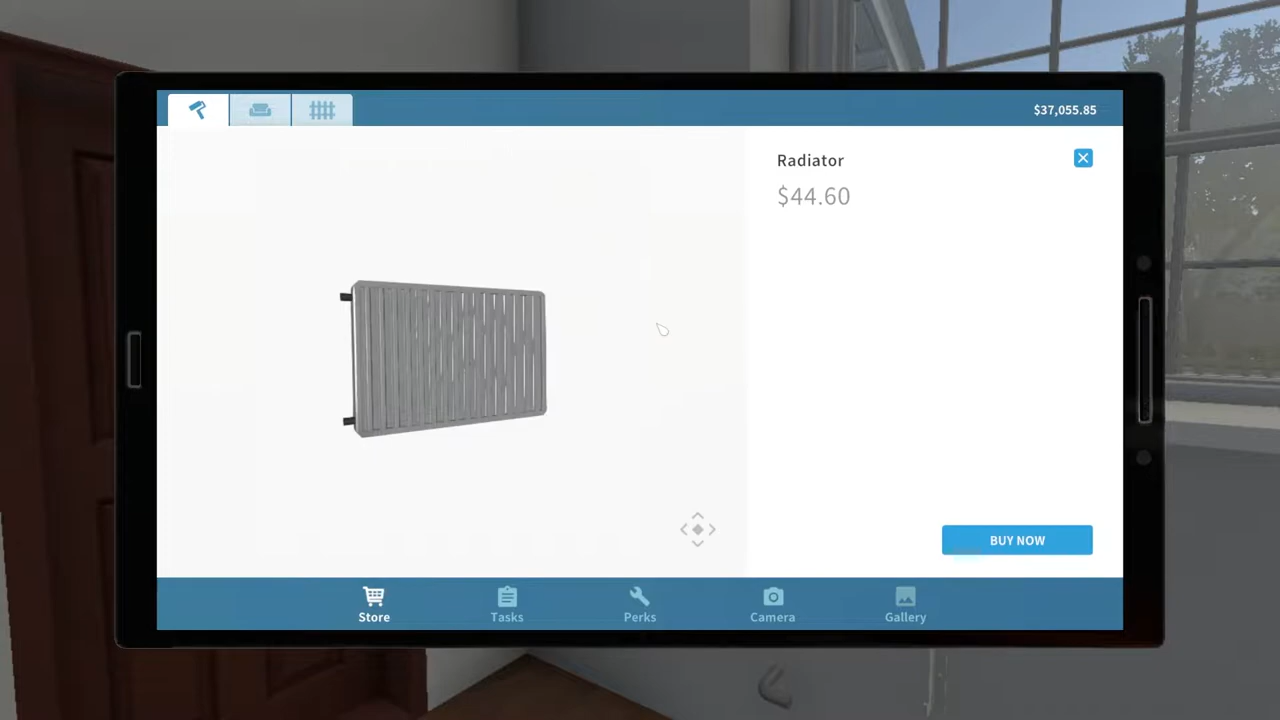 $37,055.85
Radiator
$44.60
BUY NOW
Store
Tasks
Perks
Camera
Gallery